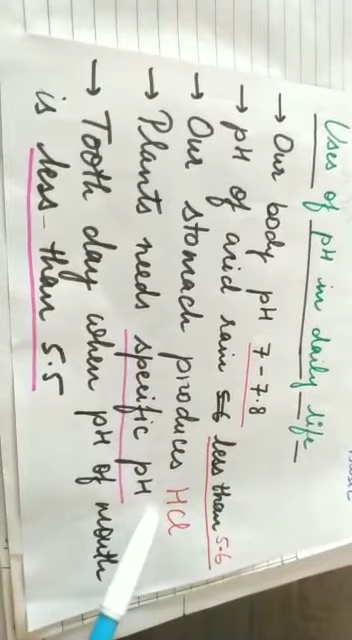 Uses of pH in daily life
→ Our body pH 7-7.8
→ pH of acid rain less than 5.6
→ Our stomach produces HCl
→ Plants needs specific pH
→ Tooth day when pH of mouth
is less than 5.5